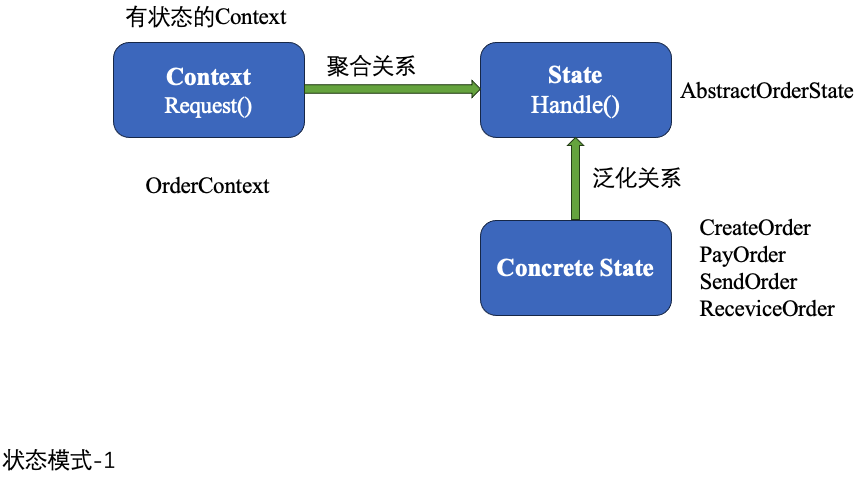 有状态的Context
Context
Request()
聚合关系
State
Handle()
AbstractOrderState
OrderContext
泛化关系
Concrete State
CreateOrder
PayOrder
SendOrder
ReceviceOrder
状态模式-1